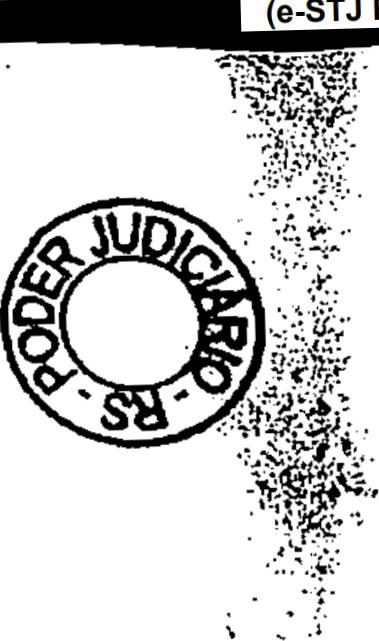 (e-STJ
PODER JUDICIÁRIO - RS -